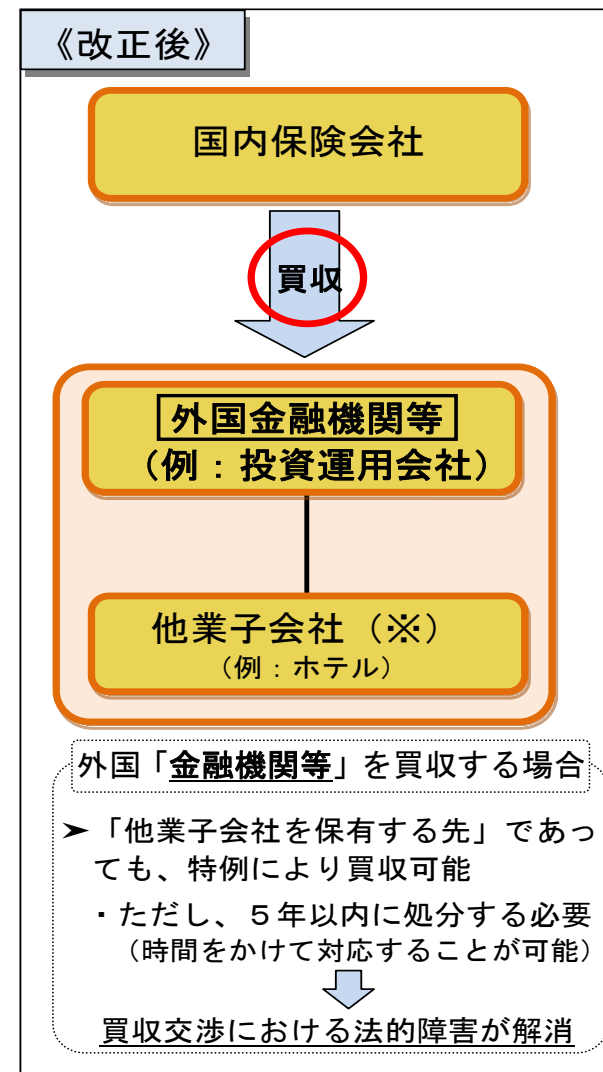 《改正後》
国内保険会社
買収
外国金融機関等
（例：投資運用会社）
他業子会社（※）
（例：ホテル）
外国「金融機関等」を買収する場合
➤「他業子会社を保有する先」であっ
ても、特例により買収可能
・ただし、５年以内に処分する必要
（時間をかけて対応することが可能）
買収交渉における法的障害が解消